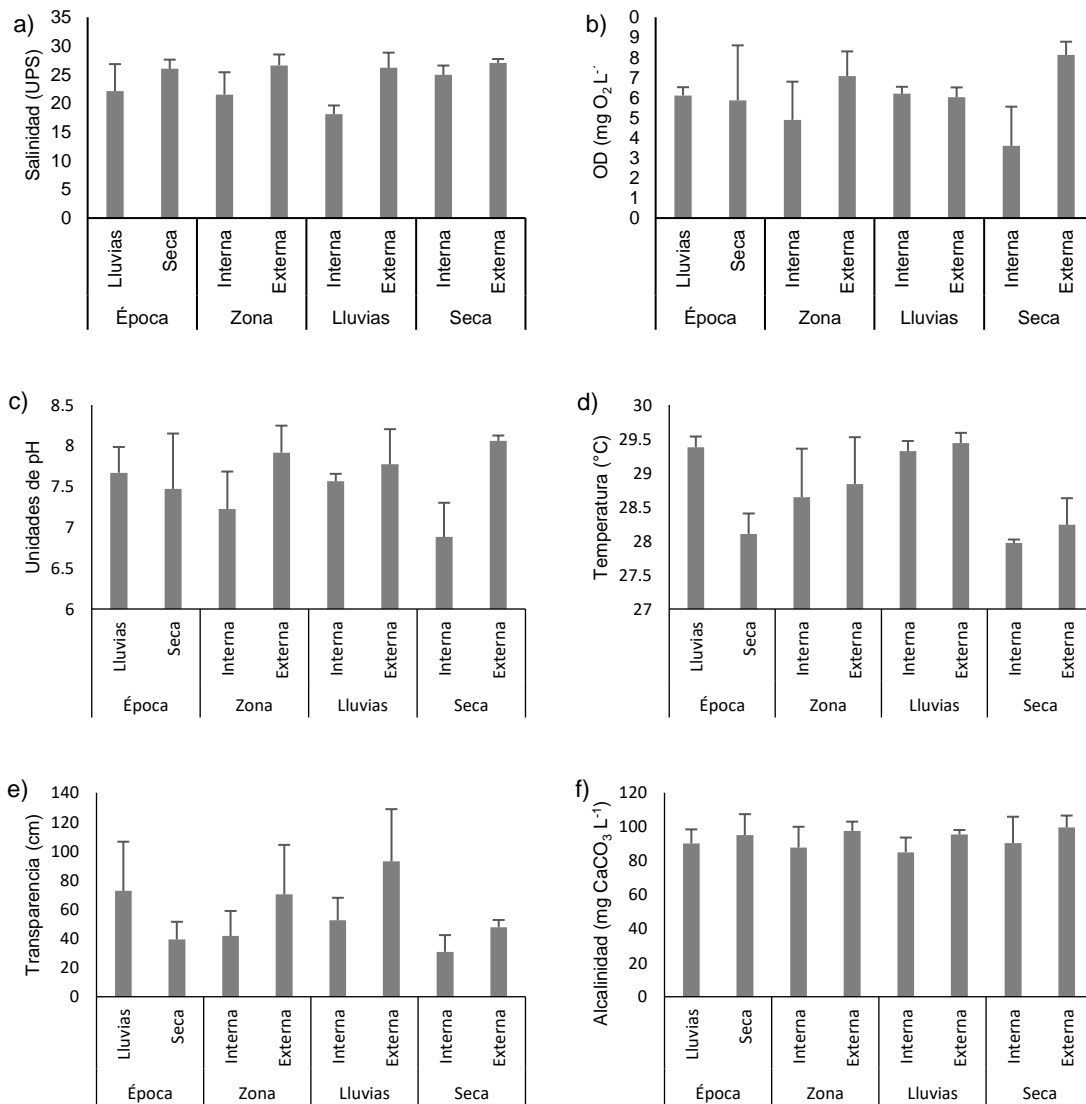 a)
Salinidad (UPS)
35
30
25
20
15
10
5
0
Lluvias
Seca
Interna
Externa
Interna
Externa
Interna
Externa
Época
Zona
Lluvias
Seca
b)
OD (mg O₂ L⁻´
0
9
8
7
6
5
4
3
2
1
0
Lluvias
Seca
Interna
Externa
Interna
Externa
Interna
Externa
Época
Zona
Lluvias
Seca
c)
Unidades de pH
8.5
8
7.5
7
6.5
6
Lluvias
Seca
Interna
Externa
Interna
Externa
Interna
Externa
Época
Zona
Lluvias
Seca
d)
Temperatura (°C)
30
29.5
29
28.5
28
27.5
27
Lluvias
Seca
Interna
Externa
Interna
Externa
Interna
Externa
Época
Zona
Lluvias
Seca
e)
Transparencia (cm)
140
120
100
80
60
40
20
0
Lluvias
Seca
Interna
Externa
Interna
Externa
Interna
Externa
Época
Zona
Lluvias
Seca
f)
Alcalinidad (mg CaCO₃ L⁻¹)
120
100
80
60
40
20
0
Lluvias
Seca
Interna
Externa
Interna
Externa
Interna
Externa
Época
Zona
Lluvias
Seca